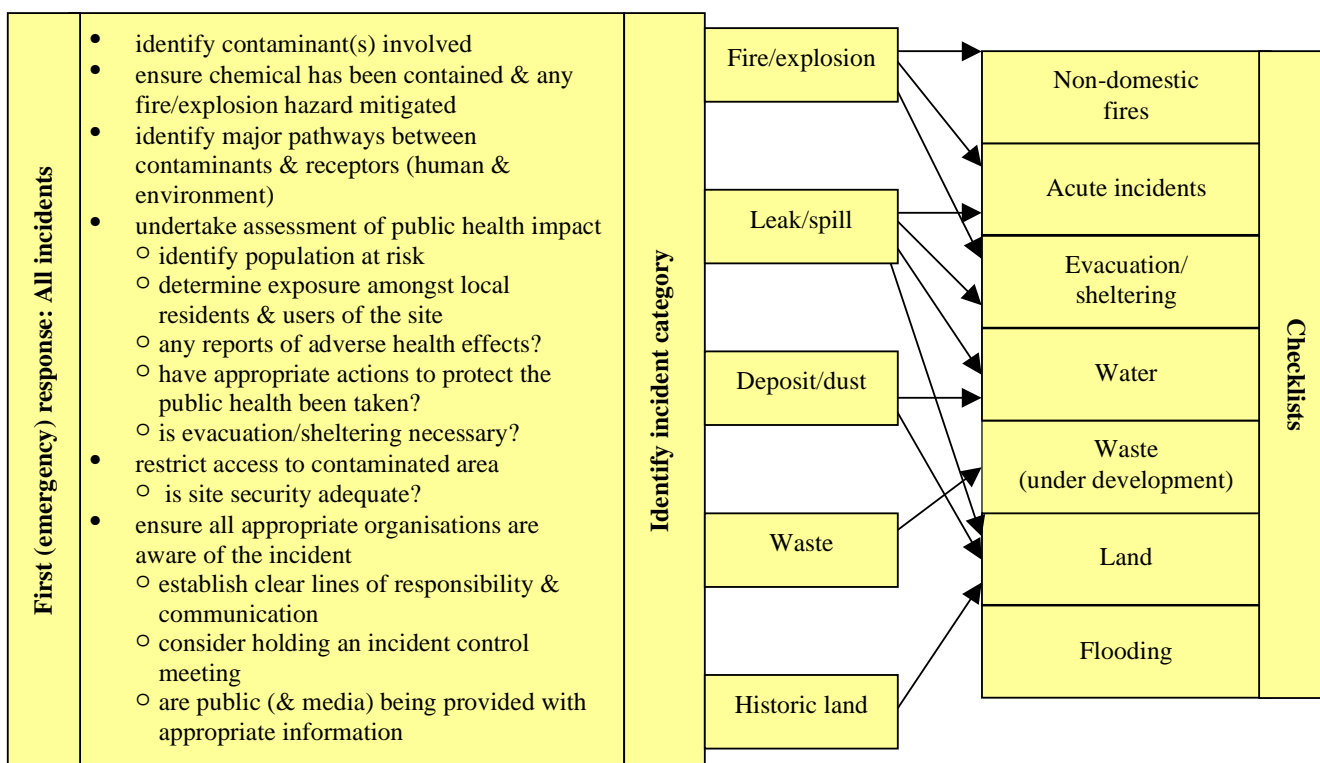 First (emergency) response: All incidents
• identify contaminant(s) involved
• ensure chemical has been contained & any
fire/explosion hazard mitigated
• identify major pathways between
contaminants & receptors (human &
environment)
• undertake assessment of public health impact
○ identify population at risk
○ determine exposure amongst local
residents & users of the site
○ any reports of adverse health effects?
○ have appropriate actions to protect the
public health been taken?
○ is evacuation/sheltering necessary?
• restrict access to contaminated area
○ is site security adequate?
• ensure all appropriate organisations are
aware of the incident
○ establish clear lines of responsibility &
communication
○ consider holding an incident control
meeting
○ are public (& media) being provided with
appropriate information
Identify incident category
Fire/explosion
Leak/spill
Deposit/dust
Waste
Historic land
Non-domestic
fires
Acute incidents
Evacuation/
sheltering
Water
Waste
(under development)
Land
Flooding
Checklists